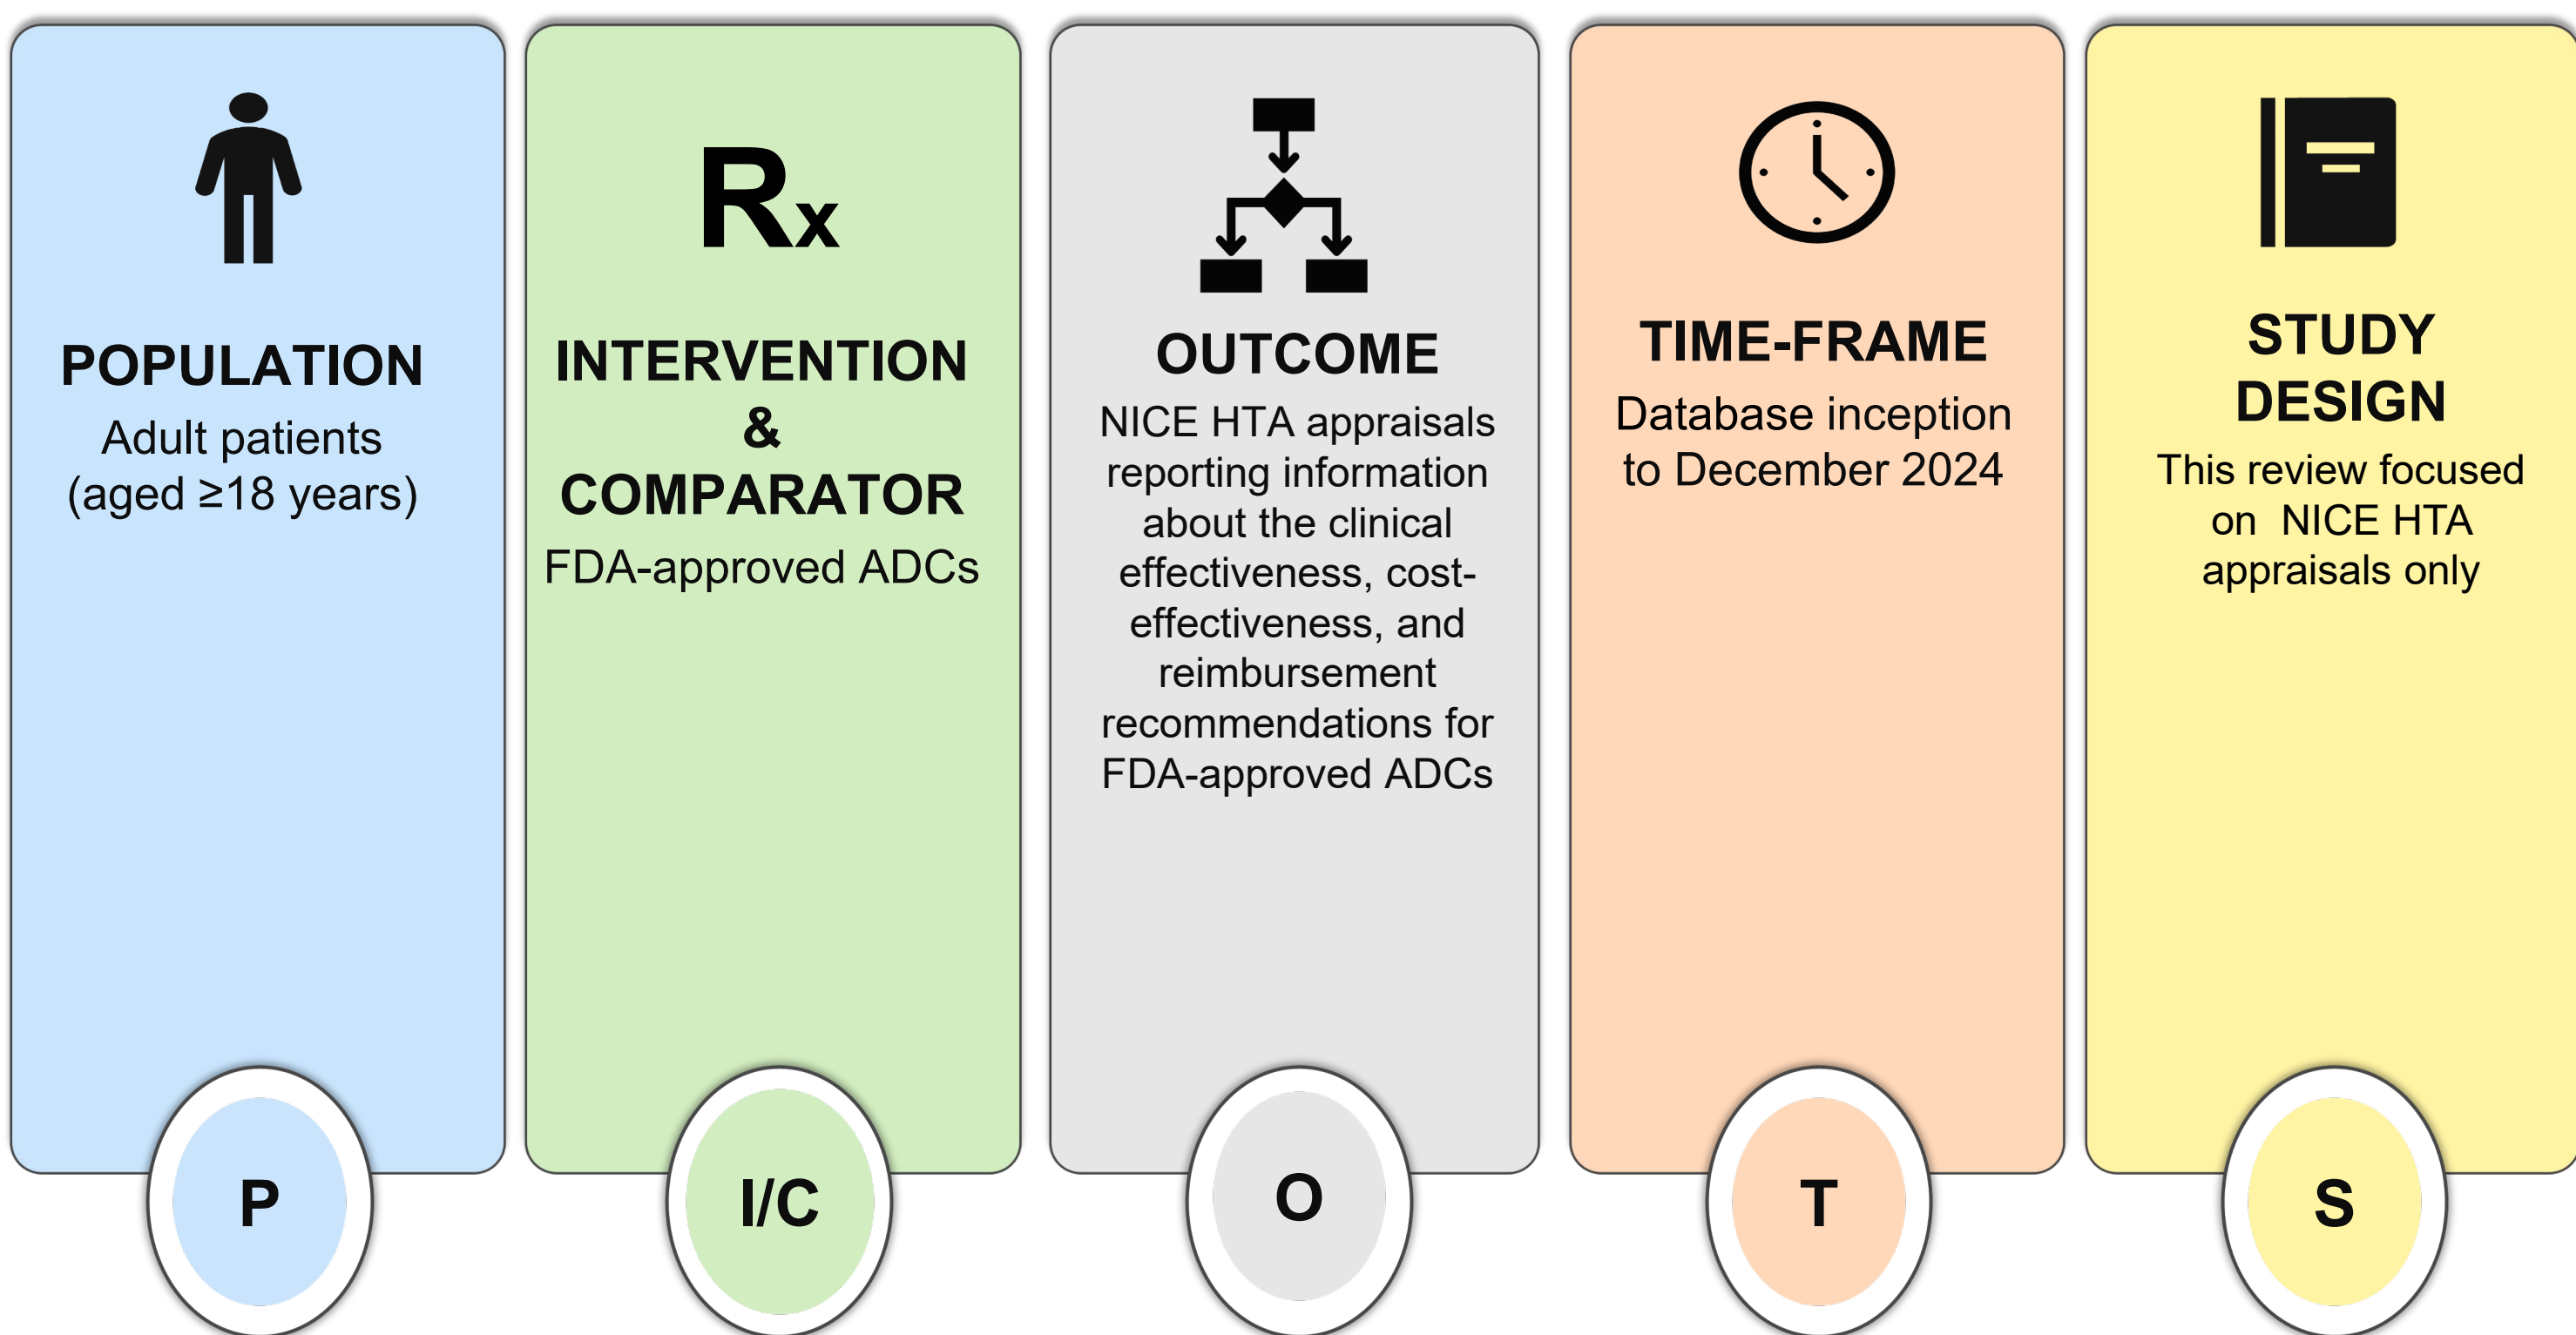 POPULATION
Adult patients
(aged ≥18 years)
P
Rx
INTERVENTION
&
COMPARATOR
FDA-approved ADCs
I/C
OUTCOME
NICE HTA appraisals
reporting information
about the clinical
effectiveness, cost-
effectiveness, and
reimbursement
recommendations for
FDA-approved ADCs
O
TIME-FRAME
Database inception
to December 2024
T
STUDY
DESIGN
This review focused
on  NICE HTA
appraisals only
S